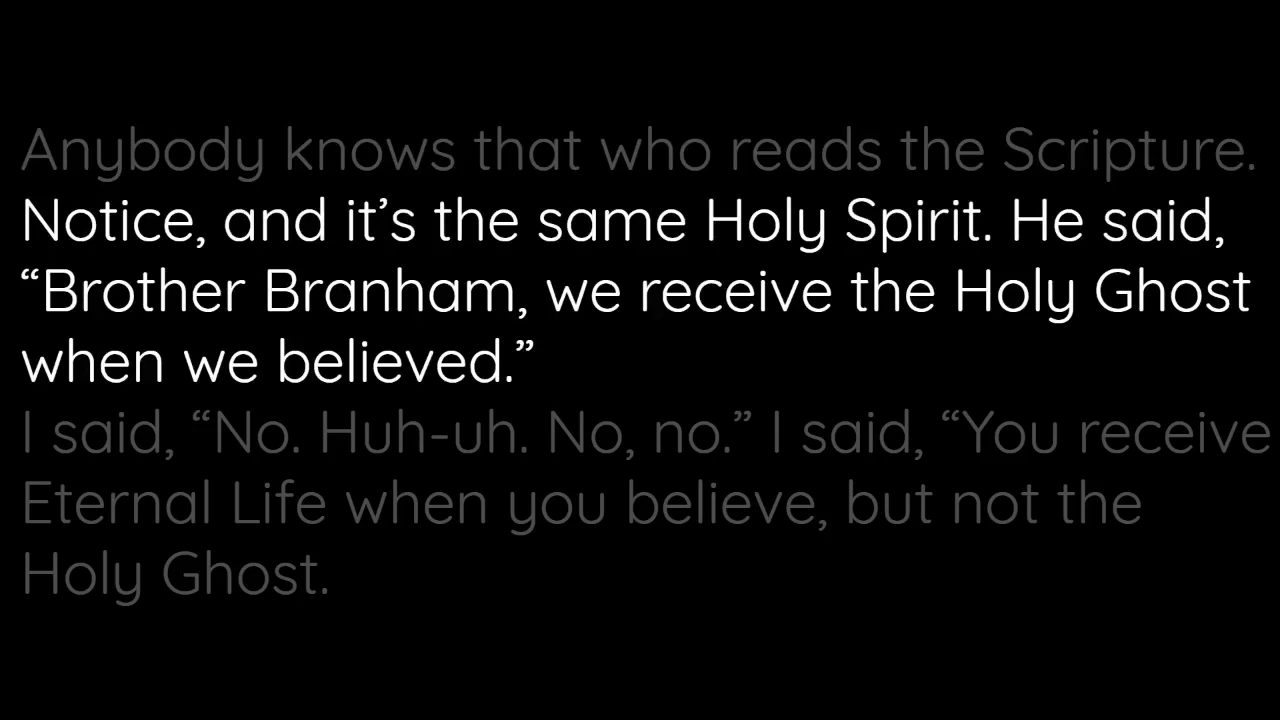 Anybody knows that who reads the Scripture.
Notice, and it’s the same Holy Spirit. He said,
“Brother Branham, we receive the Holy Ghost
when we believed.”
I said, “No. Huh-uh. No, no.” I said, “You receive
Eternal Life when you believe, but not the
Holy Ghost.